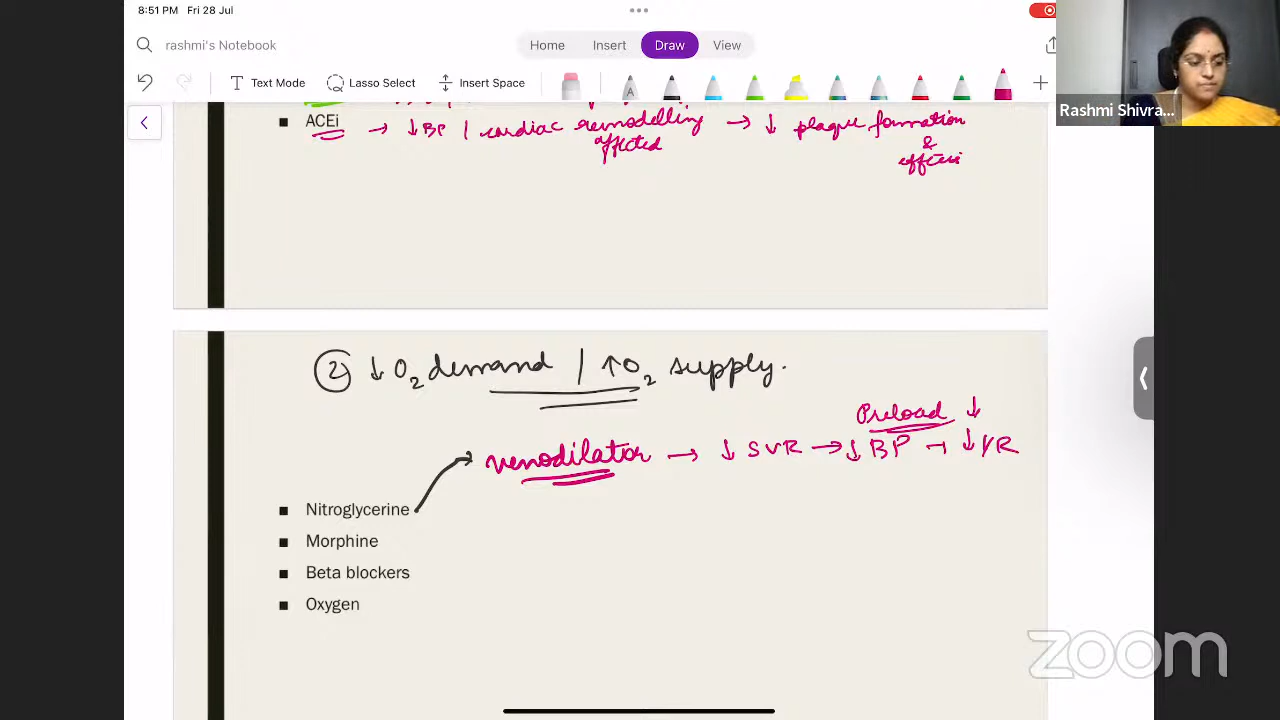 8:51 PM Fri 28 Jul
rashmi's Notebook
Home Insert Draw View
Text Mode Lasso Select Insert Space A
Rashmi Shivra...
ACEi → ↓ BP | cardiac remodelling → ↓ plaque formation
affected &
② ↓ O2 demand | ↑ O2 supply.
Preload ↓
venodilator → ↓ SVR → ↓ BP → ↓ VR
Nitroglycerine
Morphine
Beta blockers
Oxygen
zoom